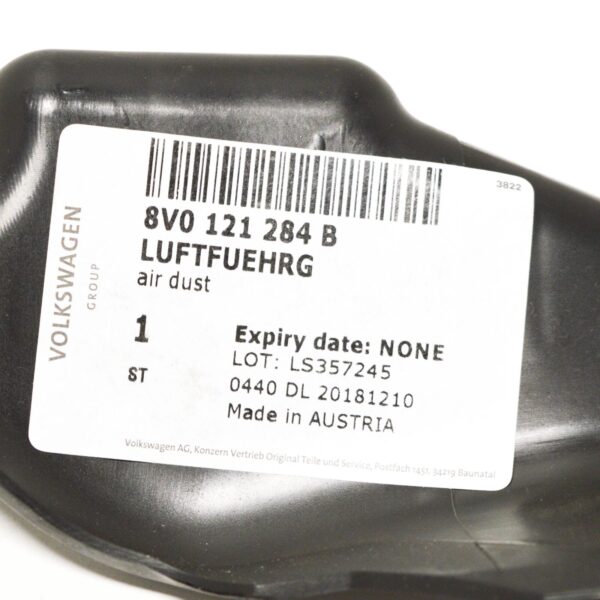 3822
8V0 121 284 B
LUFTFUEHRG
air dust
VOLKSWAGEN
GROUP
1
ST
Expiry date: NONE
LOT: LS357245
0440 DL 20181210
Made in AUSTRIA
Volkswagen AG, Konzern Vertrieb Original Teile und Service, Postfach 1451, 34219 Baunatal